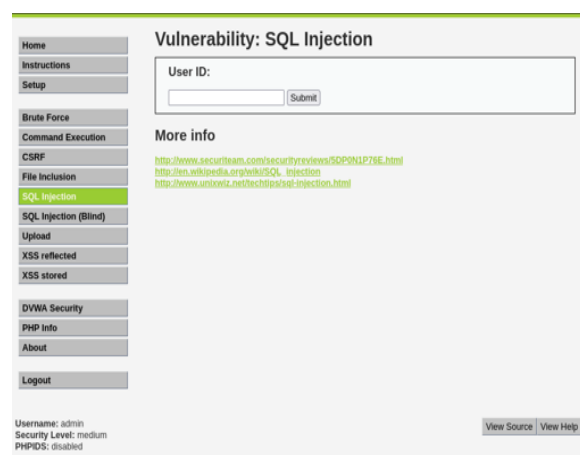 Home
Instructions
Setup
Brute Force
Command Execution
CSRF
File Inclusion
SQL Injection
SQL Injection (Blind)
Upload
XSS reflected
XSS stored
DVWA Security
PHP Info
About
Logout
Vulnerability: SQL Injection
User ID:
Submit
More info
http://www.securiteam.com/securityreviews/5DP0N1P76E.html
http://en.wikipedia.org/wiki/SQL_injection
http://www.unixwiz.net/techtips/sql-injection.html
Username: admin
Security Level: medium
PHPIDS: disabled
View Source
View Help